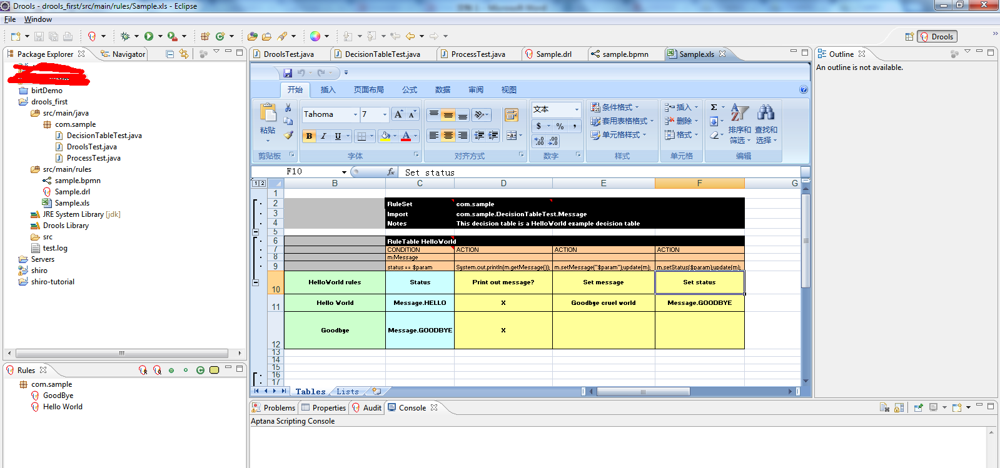 Drools - drools_first/src/main/rules/Sample.xls - Eclipse
File Window
Drools
Package Explorer
Navigator
birtDemo
drools_first
src/main/java
com.sample
DecisionTableTest.java
DroolsTest.java
ProcessTest.java
src/main/rules
sample.bpmn
Sample.drl
Sample.xls
JRE System Library [jdk]
Drools Library
src
test.log
Servers
shiro
shiro-tutorial
Rules
com.sample
GoodBye
Hello World
DroolsTest.java DecisionTableTest.java ProcessTest.java Sample.drl sample.bpmn Sample.xls
开始 插入 页面布局 公式 数据 审阅 视图
粘贴
剪贴板
Tahoma 7
B I U
字体
对齐方式
文本
$ % ,
数字
条件格式
套用表格格式
单元格样式
样式
插入
删除
格式
单元格
Σ
排序和筛选
查找和选择
编辑
F10 fx Set status
1 2
B C D E F G
1
2 RuleSet com.sample
3 Import com.sample.DecisionTableTest.Message
4 Notes This decision table is a HelloWorld example decision table
5
6 RuleTable HelloWorld
7 CONDITION ACTION ACTION ACTION
8 m:Message
9 status == $param System.out.println(m.getMessage()); m.setMessage("$param");update(m); m.setStatus($param);update(m);
10 HelloWorld rules Status Print out message? Set message Set status
11 Hello World Message.HELLO X Goodbye cruel world Message.GOODBYE
12 Goodbye Message.GOODBYE X
13
14
15
16
17
Tables Lists
Problems Properties Audit Console
Aptana Scripting Console
Outline
An outline is not available.